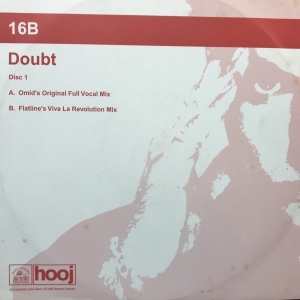 16B
Doubt
Disc 1
A. Omid's Original Full Vocal Mix
B. Flatline's Viva La Revolution Mix
hooj